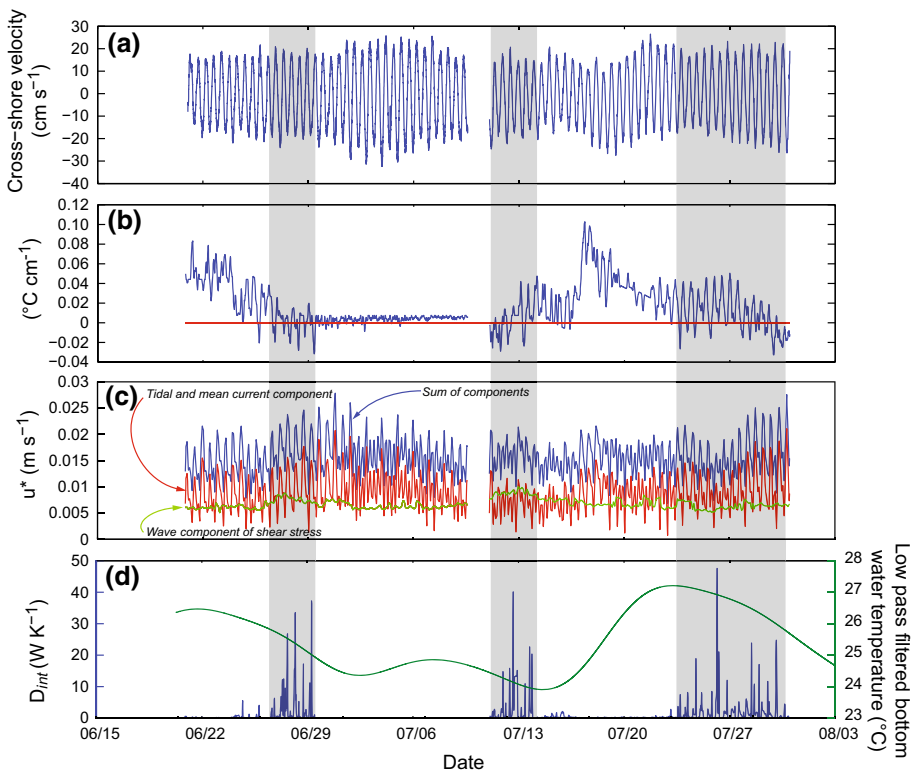 Cross−shore velocity
(cm s−1)
(a)
30
20
10
0
−10
−20
−30
−40
(°C cm−1)
(b)
0.12
0.10
0.08
0.06
0.04
0.02
0
−0.02
−0.04
u* (m s−1)
(c)
0.03
0.025
0.02
0.015
0.01
0.005
0
Tidal and mean current component
Sum of components
Wave component of shear stress
DInt (W K−1)
(d)
50
40
30
20
10
0
28
27
26
25
24
23
Low pass filtered bottom
water temperature (°C)
06/15
06/22
06/29
07/06
07/13
07/20
07/27
08/03
Date